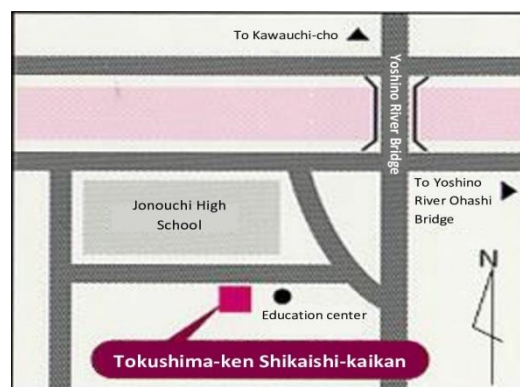 To Kawauchi-cho
Yoshino River Bridge
Jonouchi High
School
To Yoshino
River Ohashi
Bridge
N
Education center
Tokushima-ken Shikaishi-kaikan